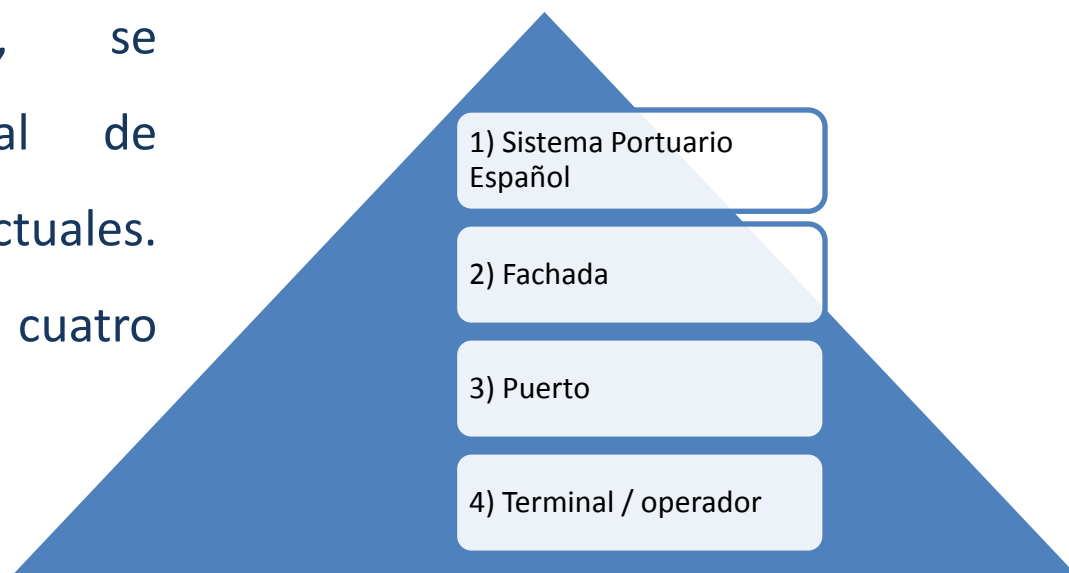 , se
al de
ctuales.
cuatro
1) Sistema Portuario
Español
2) Fachada
3) Puerto
4) Terminal / operador